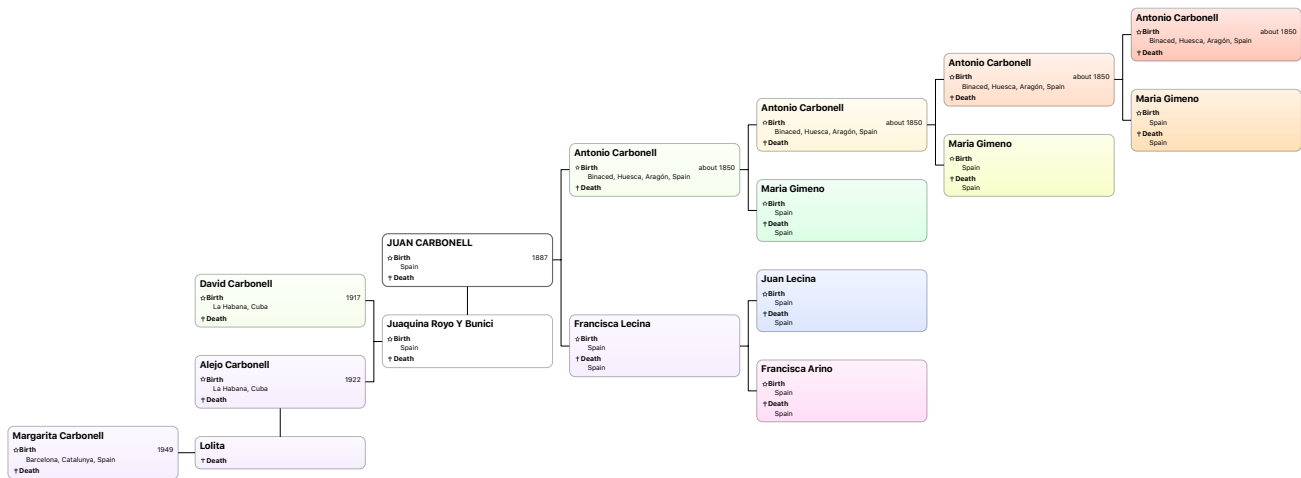 Antonio Carbonell
☆Birth about 1850
Binaced, Huesca, Aragón, Spain
†Death
Maria Gimeno
☆Birth
Spain
†Death
Spain
Antonio Carbonell
☆Birth about 1850
Binaced, Huesca, Aragón, Spain
†Death
Maria Gimeno
☆Birth
Spain
†Death
Spain
Antonio Carbonell
☆Birth about 1850
Binaced, Huesca, Aragón, Spain
†Death
Maria Gimeno
☆Birth
Spain
†Death
Spain
Antonio Carbonell
☆Birth about 1850
Binaced, Huesca, Aragón, Spain
†Death
Juan Lecina
☆Birth
Spain
†Death
Spain
Francisca Arino
☆Birth
Spain
†Death
Spain
Francisca Lecina
☆Birth
Spain
†Death
Spain
JUAN CARBONELL
☆Birth 1887
Spain
†Death
Juaquina Royo Y Bunici
☆Birth
Spain
†Death
David Carbonell
☆Birth 1917
La Habana, Cuba
†Death
Alejo Carbonell
☆Birth 1922
La Habana, Cuba
†Death
Lolita
†Death
Margarita Carbonell
☆Birth 1949
Barcelona, Catalunya, Spain
†Death